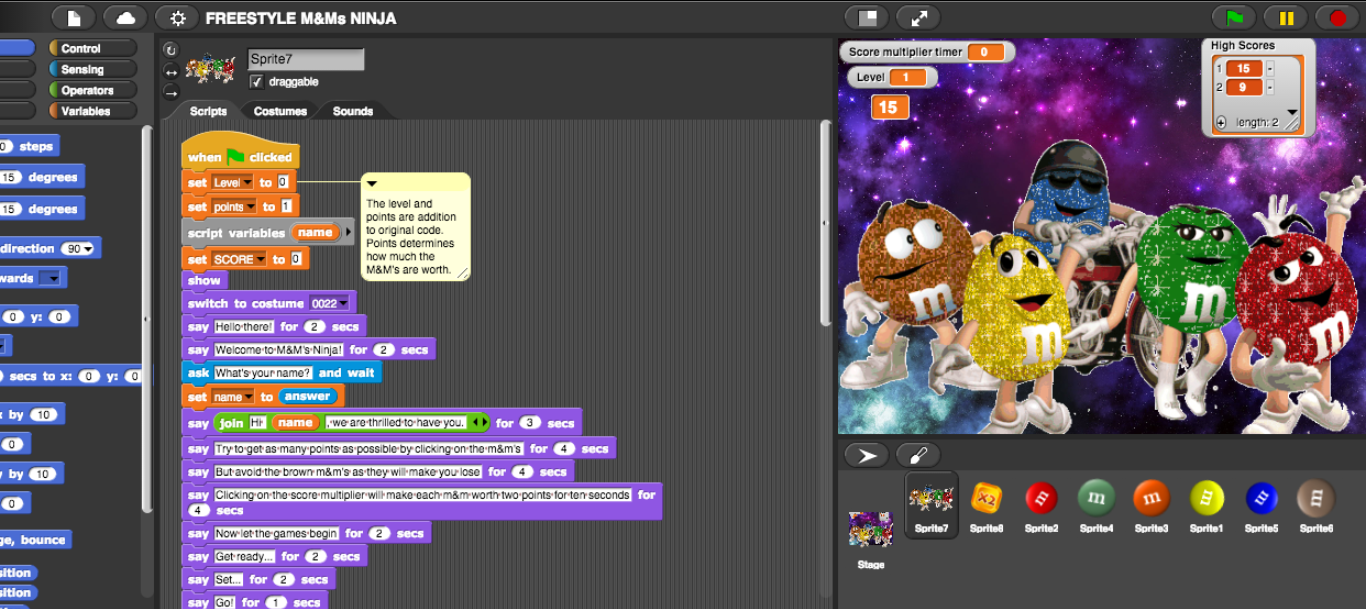 FREESTYLE M&Ms NINJA
Control
Sensing
Operators
Variables
steps
15 degrees
15 degrees
direction 90
wards
0 y: 0
secs to x: 0 y: 0
by 10
0
y by 10
0
ge, bounce
sition
sition
Sprite7
draggable
Scripts Costumes Sounds
when clicked
set Level to 0
set points to 1
script variables name
set SCORE to 0
show
switch to costume 0022
say Hello there! for 2 secs
say Welcome to M&M's Ninja! for 2 secs
ask What's your name? and wait
set name to answer
say join Hi name , we are thrilled to have you. for 3 secs
say Try to get as many points as possible by clicking on the m&m's for 4 secs
say But avoid the brown m&m's as they will make you lose for 4 secs
say Clicking on the score multiplier will make each m&m worth two points for ten seconds for
4 secs
say Now let the games begin for 2 secs
say Get ready... for 2 secs
say Set... for 2 secs
say Go! for 1 secs
The level and
points are addition
to original code.
Points determines
how much the
M&M's are worth.
Score multiplier timer 0
Level 1
15
High Scores
1 15 -
2 9 -
+ length: 2
m
m
m
m
Stage
X2
m
m
m
m
m
m
Sprite7 Sprite8 Sprite2 Sprite4 Sprite3 Sprite1 Sprite5 Sprite6